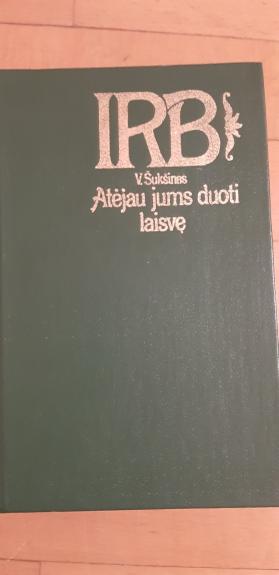 IRB
V. Šukšinas
Atėjau jums duoti
laisvę